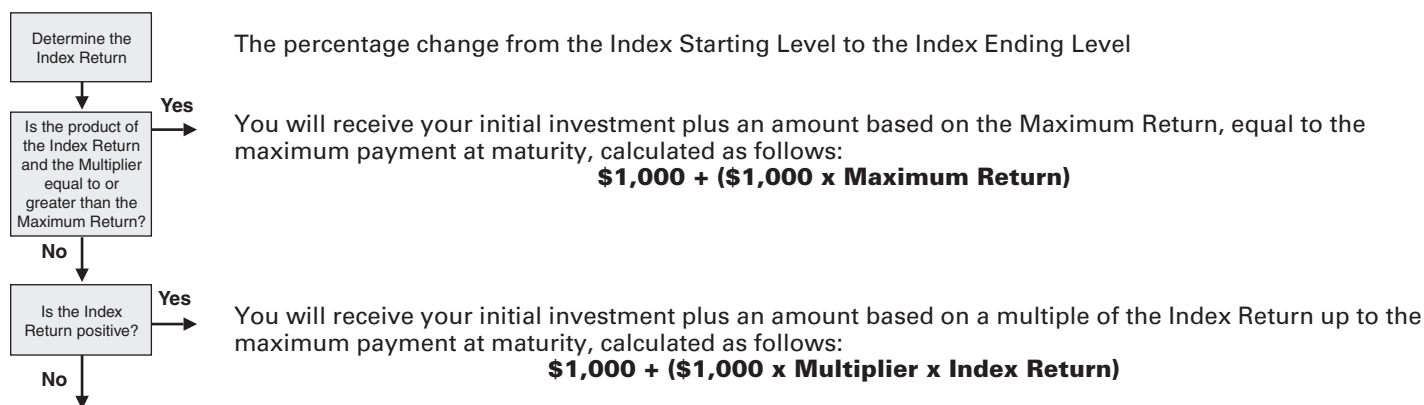 Determine the
Index Return
The percentage change from the Index Starting Level to the Index Ending Level
Yes
Is the product of
the Index Return
and the Multiplier
equal to or
greater than the
Maximum Return?
You will receive your initial investment plus an amount based on the Maximum Return, equal to the
maximum payment at maturity, calculated as follows:
$1,000 + ($1,000 x Maximum Return)
No
Is the Index
Return positive?
Yes
You will receive your initial investment plus an amount based on a multiple of the Index Return up to the
maximum payment at maturity, calculated as follows:
$1,000 + ($1,000 x Multiplier x Index Return)
No